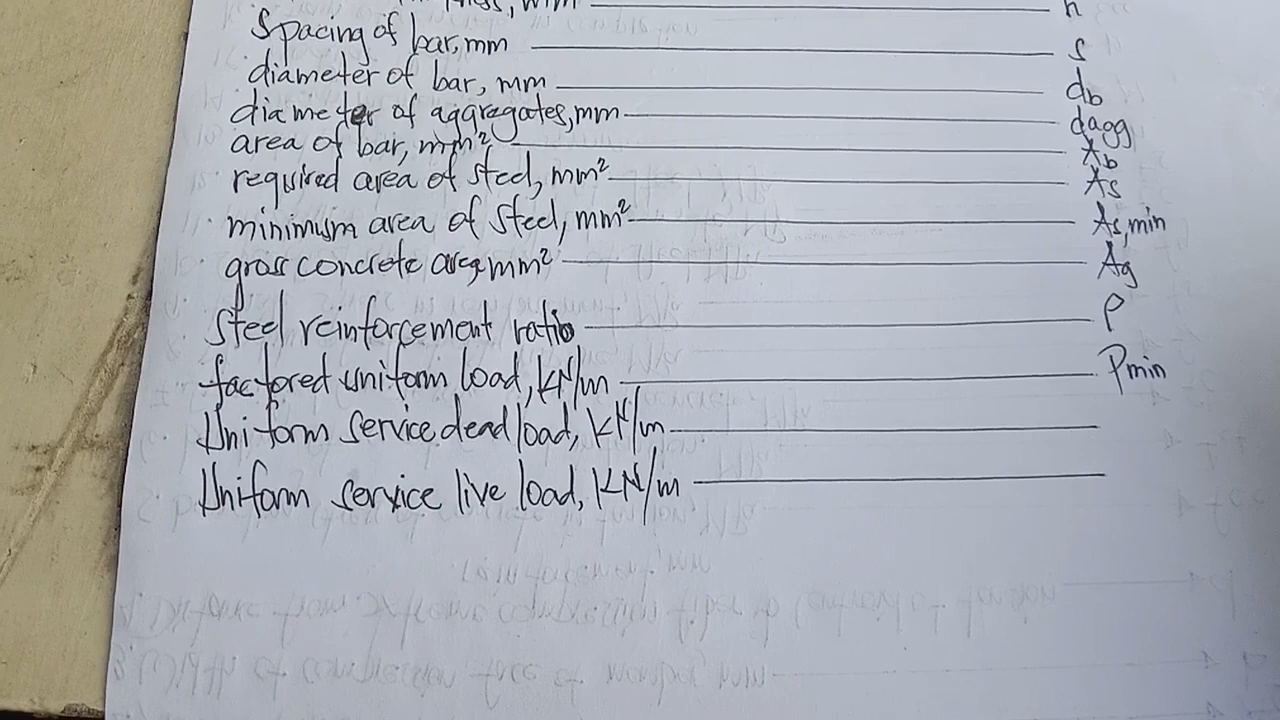 h
Spacing of bar, mm s
diameter of bar, mm db
diameter of aggregates, mm dagg
area of bar, mm² Ab
required area of steel, mm² As
minimum area of steel, mm² As,min
gross concrete area, mm² Ag
Steel reinforcement ratio ρ
factored uniform load, kN/m ρmin
Uniform service dead load, KN/m
Uniform service live load, KN/m